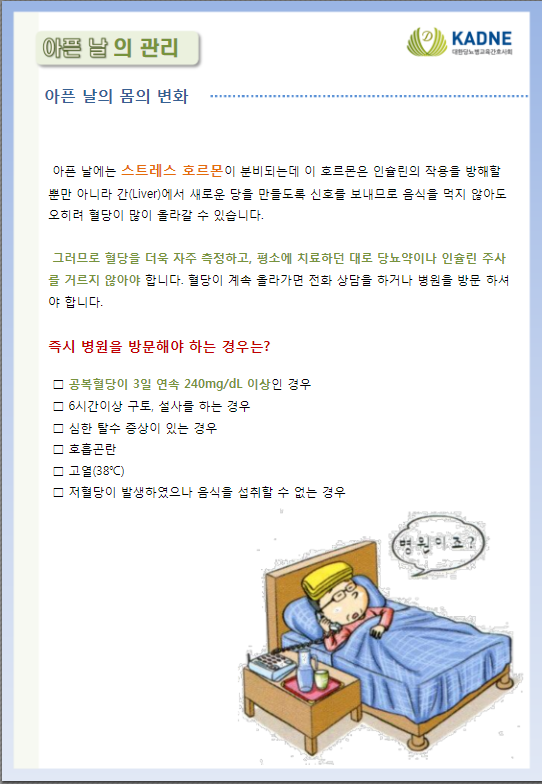 아픈 날의 관리
KADNE
대한당뇨병교육간호사회
아픈 날의 몸의 변화
아픈 날에는 스트레스 호르몬이 분비되는데 이 호르몬은 인슐린의 작용을 방해할
뿐만 아니라 간(Liver)에서 새로운 당을 만들도록 신호를 보내므로 음식을 먹지 않아도
오히려 혈당이 많이 올라갈 수 있습니다.
그러므로 혈당을 더욱 자주 측정하고, 평소에 치료하던 대로 당뇨약이나 인슐린 주사
를 거르지 않아야 합니다. 혈당이 계속 올라가면 전화 상담을 하거나 병원을 방문 하셔
야 합니다.
즉시 병원을 방문해야 하는 경우는?
□ 공복혈당이 3일 연속 240mg/dL 이상인 경우
□ 6시간이상 구토, 설사를 하는 경우
□ 심한 탈수 증상이 있는 경우
□ 호흡곤란
□ 고열(38℃)
□ 저혈당이 발생하였으나 음식을 섭취할 수 없는 경우
병원이죠?